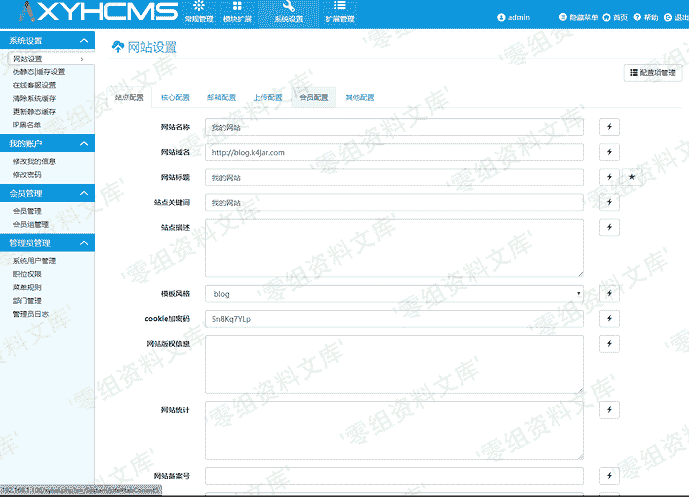 AXYHCMS
常规管理 模块扩展 系统设置 扩展管理
admin 隐藏菜单 首页 帮助 退出
系统设置
网站设置
伪静态|缓存设置
在线客服设置
清除系统缓存
更新静态缓存
IP黑名单
我的账户
修改我的信息
修改密码
会员管理
会员管理
会员组管理
管理员管理
系统用户管理
职位权限
菜单规则
部门管理
管理员日志
网站设置
配置项管理
站点配置 核心配置 邮箱配置 上传配置 会员配置 其他配置
网站名称 我的网站
网站域名 http://blog.k4jar.com
网站标题 我的网站
站点关键词 我的网站
站点描述
模板风格 blog
cookie加密码 Sn8Kq7YLp
网站版权信息
网站统计
网站备案号
'零组资料文库'